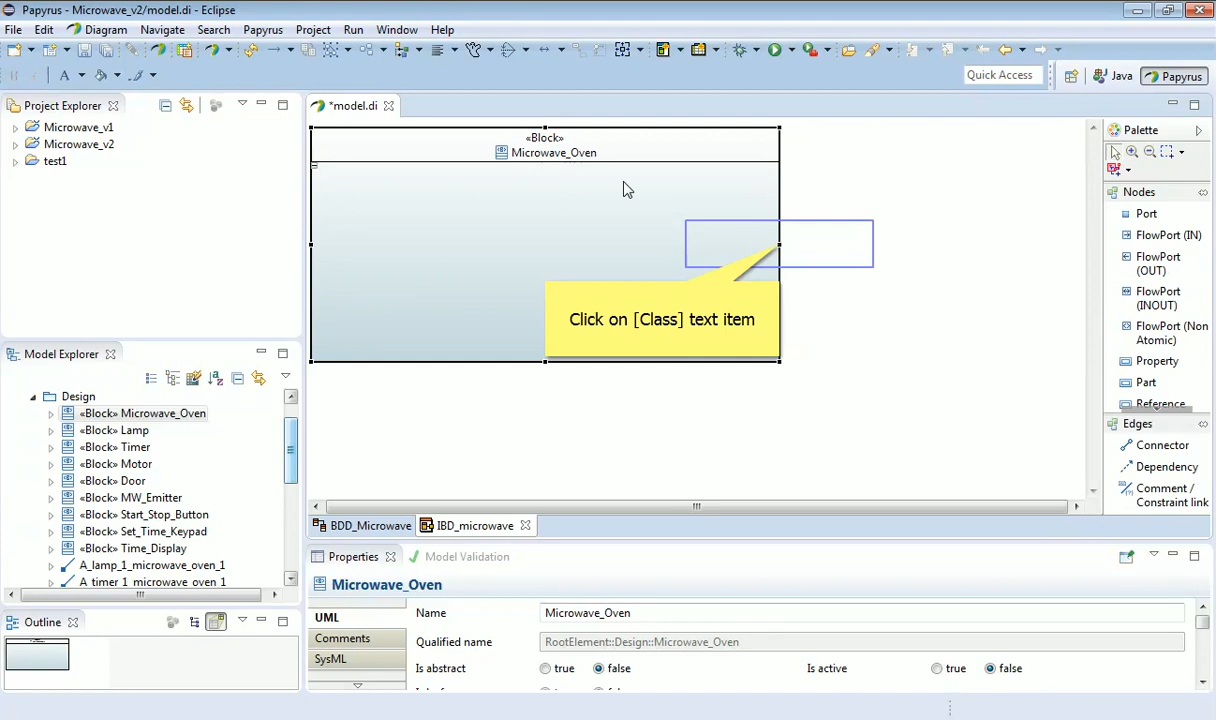 Papyrus - Microwave_v2/model.di - Eclipse
File Edit Diagram Navigate Search Papyrus Project Run Window Help
Quick Access Java Papyrus
Project Explorer
Microwave_v1
Microwave_v2
test1
*model.di
«Block»
Microwave_Oven
Click on [Class] text item
Palette
Nodes
Port
FlowPort (IN)
FlowPort
(OUT)
FlowPort
(INOUT)
FlowPort (Non
Atomic)
Property
Part
Reference
Edges
Connector
Dependency
Comment /
Constraint link
Model Explorer
Design
«Block» Microwave_Oven
«Block» Lamp
«Block» Timer
«Block» Motor
«Block» Door
«Block» MW_Emitter
«Block» Start_Stop_Button
«Block» Set_Time_Keypad
«Block» Time_Display
A_lamp_1_microwave_oven_1
A_timer_1_microwave_oven_1
BDD_Microwave IBD_microwave
Properties Model Validation
Microwave_Oven
UML
Comments
SysML
Name Microwave_Oven
Qualified name RootElement::Design::Microwave_Oven
Is abstract true false Is active true false
Outline